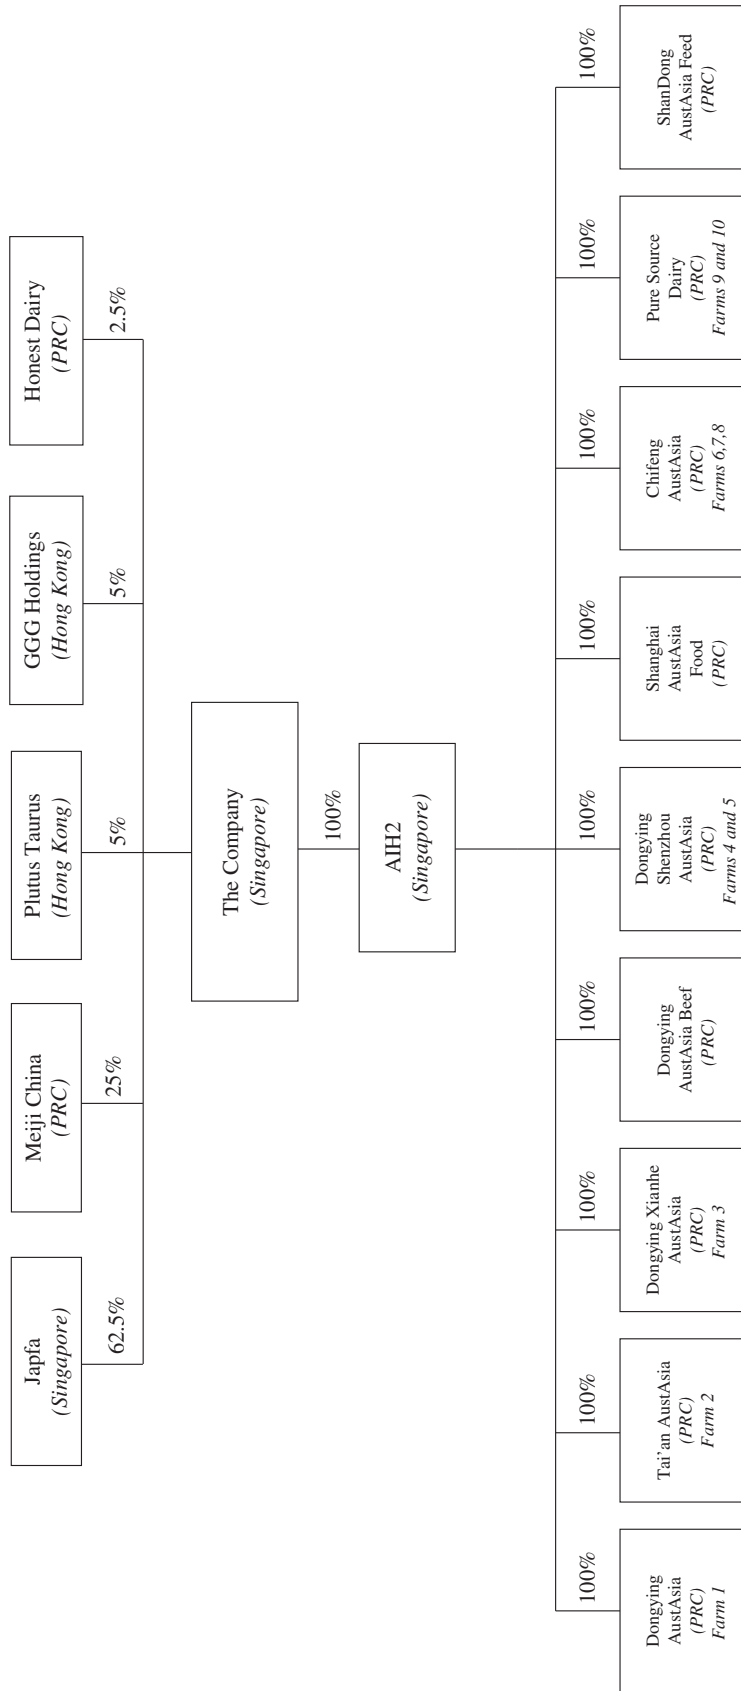 Japfa
(Singapore)
Meiji China
(PRC)
Plutus Taurus
(Hong Kong)
GGG Holdings
(Hong Kong)
Honest Dairy
(PRC)
62.5%
25%
5%
5%
2.5%
The Company
(Singapore)
100%
AIH2
(Singapore)
100%
100%
100%
100%
100%
100%
100%
100%
100%
Dongying
AustAsia
(PRC)
Farm 1
Tai’an AustAsia
(PRC)
Farm 2
Dongying Xianhe
AustAsia
(PRC)
Farm 3
Dongying
AustAsia Beef
(PRC)
Dongying
Shenzhou
AustAsia
(PRC)
Farms 4 and 5
Shanghai
AustAsia
Food
(PRC)
Chifeng
AustAsia
(PRC)
Farms 6,7,8
Pure Source
Dairy
(PRC)
Farms 9 and 10
ShanDong
AustAsia Feed
(PRC)